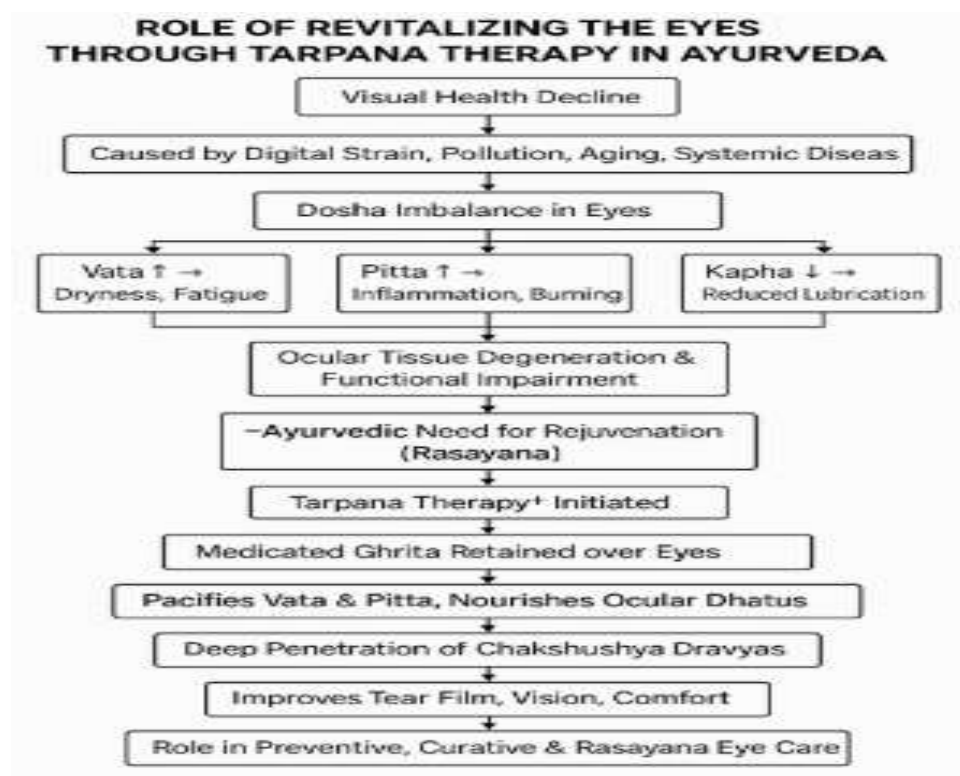 ROLE OF REVITALIZING THE EYES
THROUGH TARPANA THERAPY IN AYURVEDA
Visual Health Decline
Caused by Digital Strain, Pollution, Aging, Systemic Diseas
Dosha Imbalance in Eyes
Vata ↑ →
Dryness, Fatigue
Pitta ↑ →
Inflammation, Burning
Kapha ↓ →
Reduced Lubrication
Ocular Tissue Degeneration &
Functional Impairment
–Ayurvedic Need for Rejuvenation
(Rasayana)
Tarpana Therapy⁺ Initiated
Medicated Ghrita Retained over Eyes
Pacifies Vata & Pitta, Nourishes Ocular Dhatus
Deep Penetration of Chakshushya Dravyas
Improves Tear Film, Vision, Comfort
Role in Preventive, Curative & Rasayana Eye Care